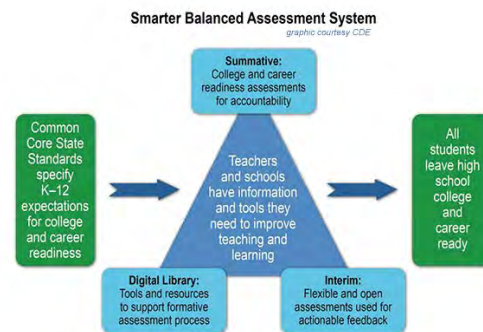 Smarter Balanced Assessment System
graphic courtesy CDE
Summative:
College and career
readiness assessments
for accountability
Common
Core State
Standards
specify
K–12
expectations
for college
and career
readiness
Teachers
and schools
have information
and tools they
need to improve
teaching and
learning
All
students
leave high
school
college
and
career
ready
Digital Library:
Tools and resources
to support formative
assessment process
Interim:
Flexible and open
assessments used for
actionable feedback